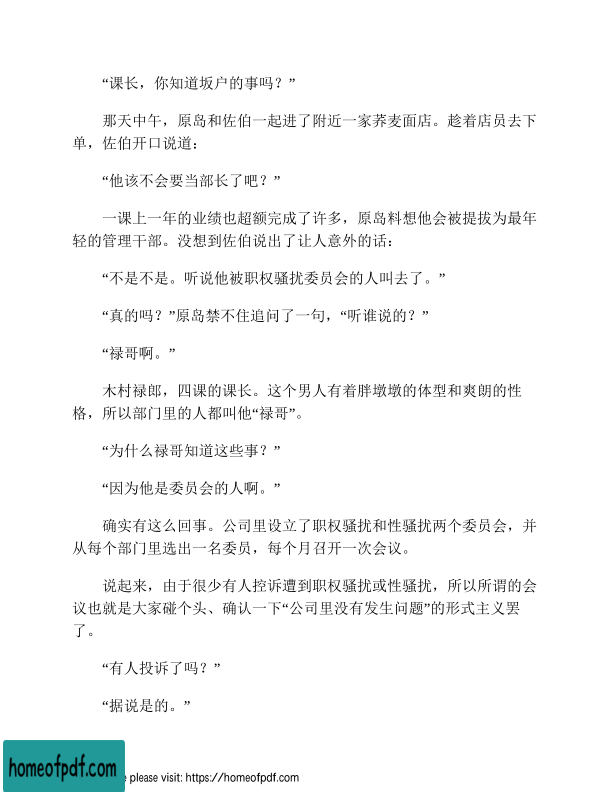 “课长，你知道坂户的事吗？”
那天中午，原岛和佐伯一起进了附近一家荞麦面店。趁着店员去下
单，佐伯开口说道：
“他该不会要当部长了吧？”
一课上一年的业绩也超额完成了许多，原岛料想他会被提拔为最年
轻的管理干部。没想到佐伯说出了让人意外的话：
“不是不是。听说他被职权骚扰委员会的人叫去了。”
“真的吗？”原岛禁不住追问了一句，“听谁说的？”
“禄哥啊。”
木村禄郎，四课的课长。这个男人有着胖墩墩的体型和爽朗的性
格，所以部门里的人都叫他“禄哥”。
“为什么禄哥知道这些事？”
“因为他是委员会的人啊。”
确实有这么回事。公司里设立了职权骚扰和性骚扰两个委员会，并
从每个部门里选出一名委员，每个月召开一次会议。
说起来，由于很少有人控诉遭到职权骚扰或性骚扰，所以所谓的会
议也就是大家碰个头、确认一下“公司里没有发生问题”的形式主义罢
了。
“有人投诉了吗？”
“据说是的。”
homeofpdf.com
e please visit: https://homeofpdf.com